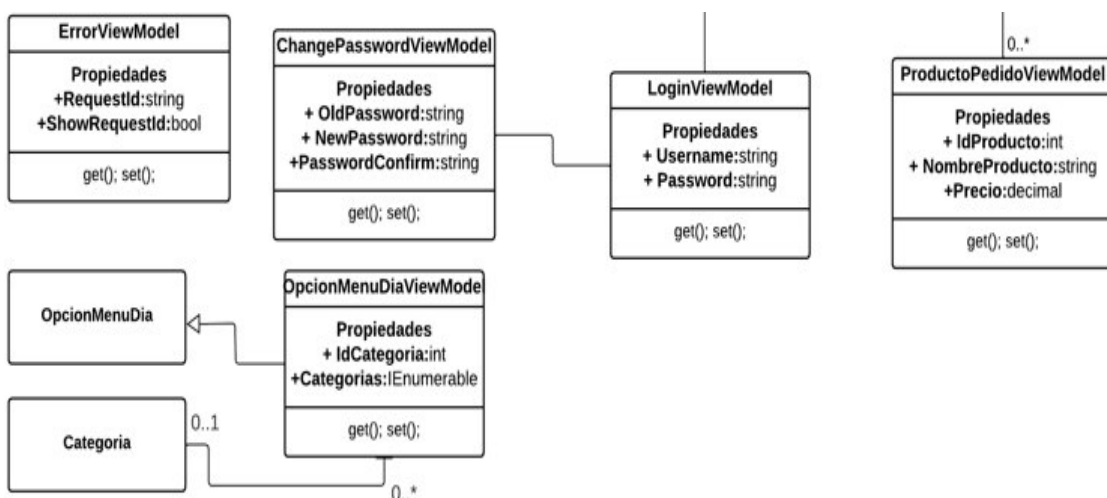 ErrorViewModel
Propiedades
+RequestId:string
+ShowRequestId:bool
get(); set();
ChangePasswordViewModel
Propiedades
+ OldPassword:string
+ NewPassword:string
+PasswordConfirm:string
get(); set();
LoginViewModel
Propiedades
+ Username:string
+ Password:string
get(); set();
0..*
ProductoPedidoViewModel
Propiedades
+ IdProducto:int
+ NombreProducto:string
+Precio:decimal
get(); set();
OpcionMenuDia
OpcionMenuDiaViewModel
Propiedades
+ IdCategoria:int
+Categorias:IEnumerable
get(); set();
Categoria
0..1
0..*